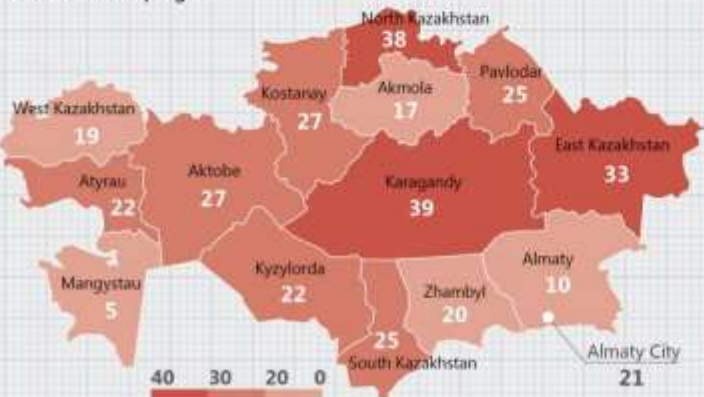 North Kazakhstan
38
Pavlodar
25
Akmola
17
Kostanay
27
West Kazakhstan
19
East Kazakhstan
33
Aktobe
27
Karagandy
39
Atyrau
22
Almaty
10
Kyzylorda
22
Mangystau
5
Zhambyl
20
25
South Kazakhstan
Almaty City
21
40 30 20 0